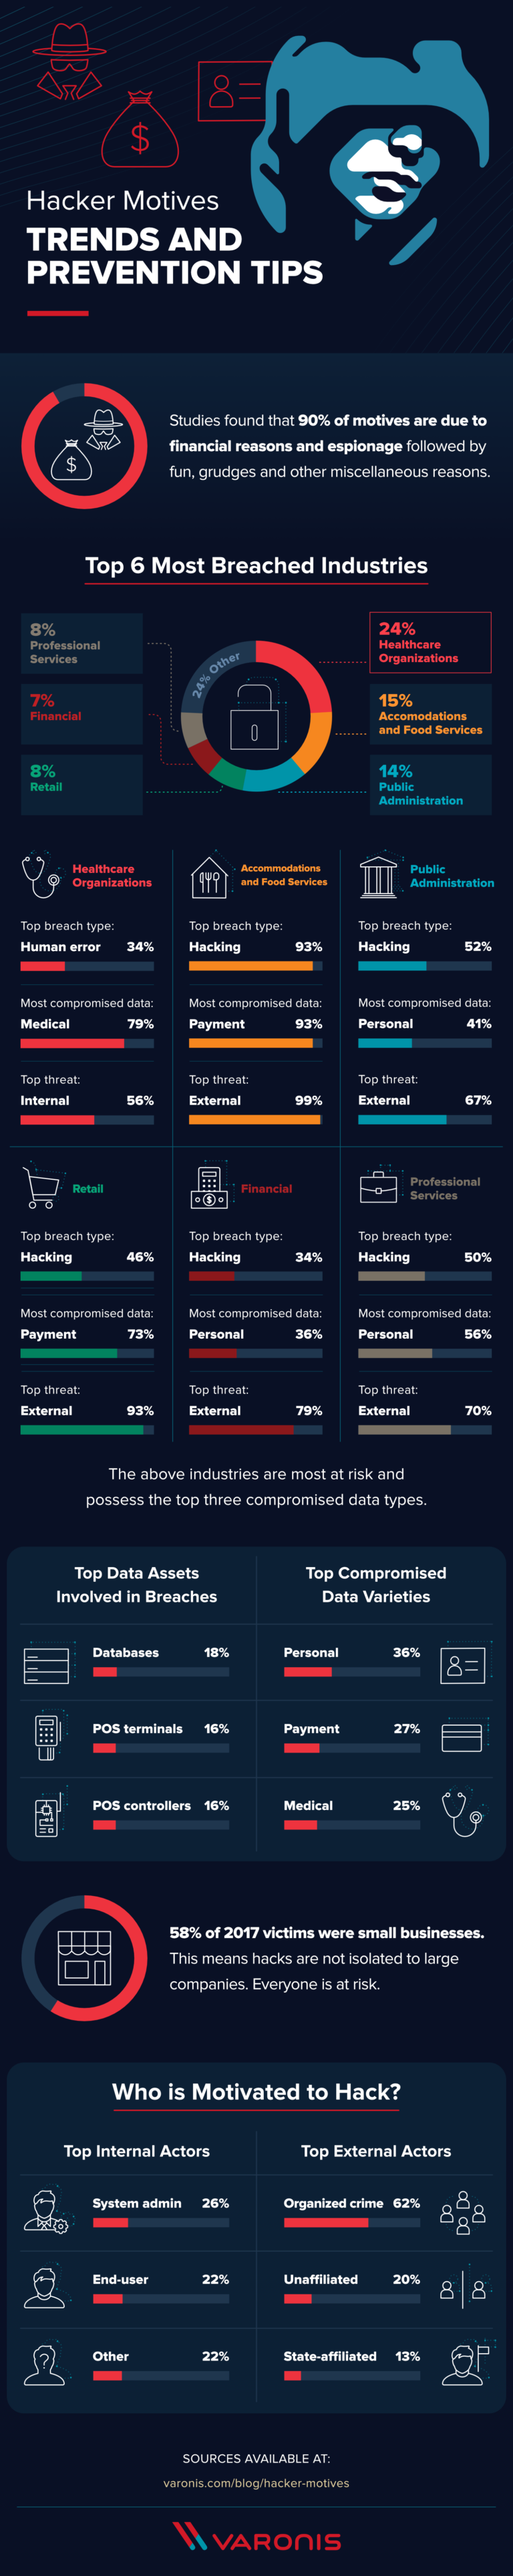 $
Hacker Motives
TRENDS AND
PREVENTION TIPS
$
Studies found that 90% of motives are due to
financial reasons and espionage followed by
fun, grudges and other miscellaneous reasons.
Top 6 Most Breached Industries
8%
Professional
Services
7%
Financial
8%
Retail
24% Other
24%
Healthcare
Organizations
15%
Accomodations
and Food Services
14%
Public
Administration
Healthcare
Organizations
Top breach type:
Human error 34%
Most compromised data:
Medical 79%
Top threat:
Internal 56%
Accommodations
and Food Services
Top breach type:
Hacking 93%
Most compromised data:
Payment 93%
Top threat:
External 99%
Public
Administration
Top breach type:
Hacking 52%
Most compromised data:
Personal 41%
Top threat:
External 67%
Retail
Top breach type:
Hacking 46%
Most compromised data:
Payment 73%
Top threat:
External 93%
$
Financial
Top breach type:
Hacking 34%
Most compromised data:
Personal 36%
Top threat:
External 79%
Professional
Services
Top breach type:
Hacking 50%
Most compromised data:
Personal 56%
Top threat:
External 70%
The above industries are most at risk and
possess the top three compromised data types.
Top Data Assets
Involved in Breaches
Databases 18%
POS terminals 16%
POS controllers 16%
Top Compromised
Data Varieties
Personal 36%
Payment 27%
Medical 25%
58% of 2017 victims were small businesses.
This means hacks are not isolated to large
companies. Everyone is at risk.
Who is Motivated to Hack?
Top Internal Actors
System admin 26%
End-user 22%
?
Other 22%
Top External Actors
Organized crime 62%
Unaffiliated 20%
State-affiliated 13%
SOURCES AVAILABLE AT:
varonis.com/blog/hacker-motives
VARONIS